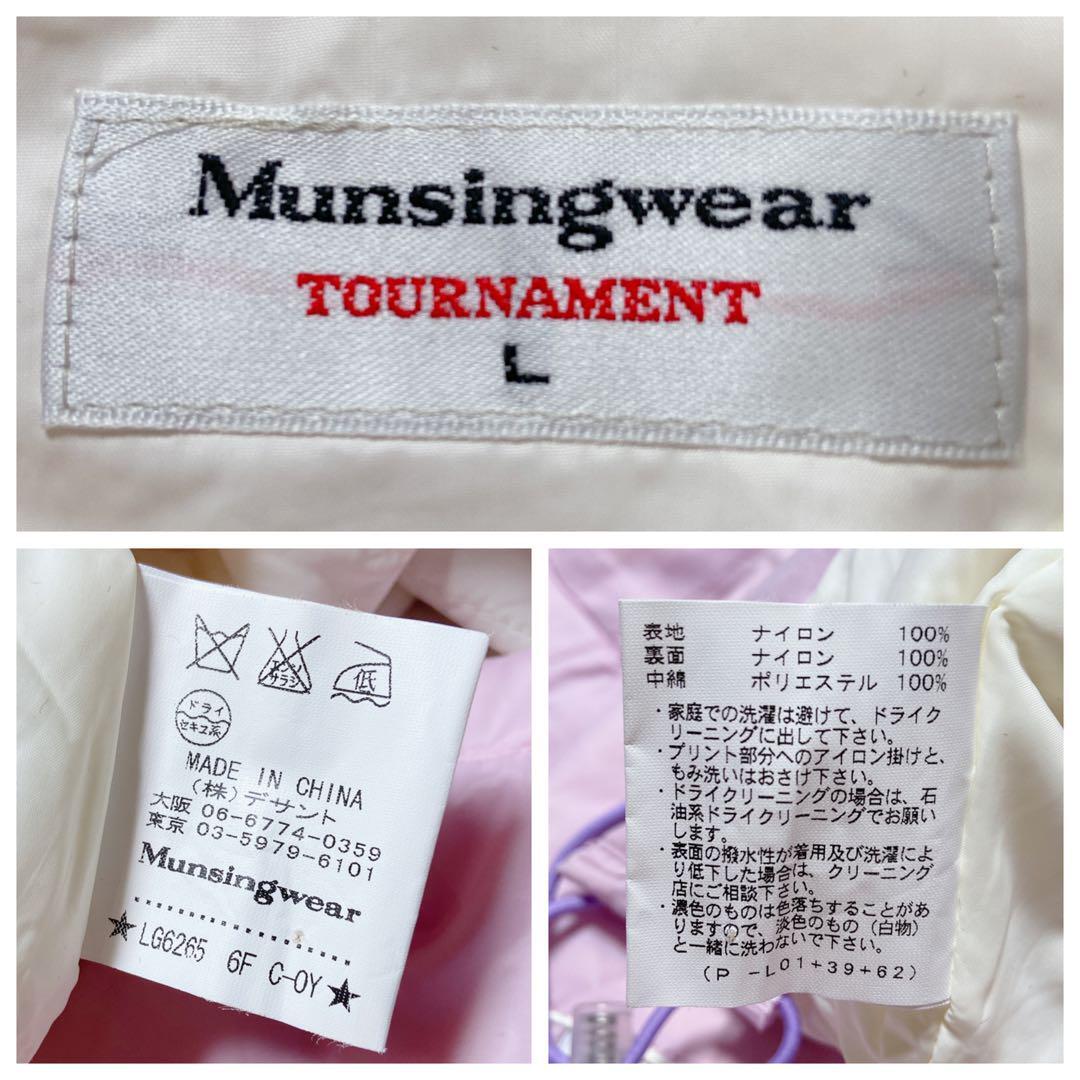 Munsingwear
TOURNAMENT
L
エンソ
サラシ
低
ドライ
セキユ系
MADE IN CHINA
(株)デサント
大阪 06-6774-0359
東京 03-5979-6101
Munsingwear
★LG6265 6F C-0Y★
表地 ナイロン 100%
裏面 ナイロン 100%
中綿 ポリエステル 100%
・家庭での洗濯は避けて、ドライク
リーニングに出して下さい。
・プリント部分へのアイロン掛けと、
もみ洗いはおさけ下さい。
・ドライクリーニングの場合は、石
油系ドライクリーニングでお願い
します。
・表面の撥水性が着用及び洗濯によ
り低下した場合は、クリーニング
店にご相談下さい。
・濃色のものは色落ちすることがあ
りますので、淡色のもの(白物)
と一緒に洗わないで下さい。
(P -L01+39+62)